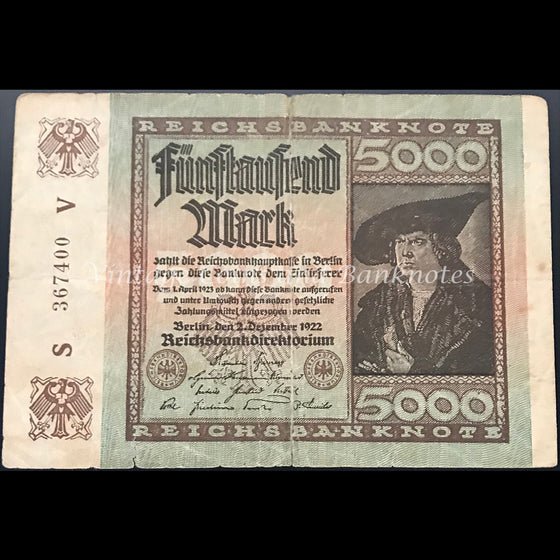 REICHSBANKNOTE
5000
Fünftausend
Mark
zahlt die Reichsbankhauptkasse in Berlin
gegen diese Banknote dem Einlieferer
Vom 1. April 1923 ab kann diese Banknote aufgerufen
und unter Umtausch gegen andere gesetzliche
Zahlungsmittel eingezogen werden
Berlin, den 2. Dezember 1922
Reichsbankdirektorium
5000
REICHSBANKNOTE
S 367400 V
Banknotes